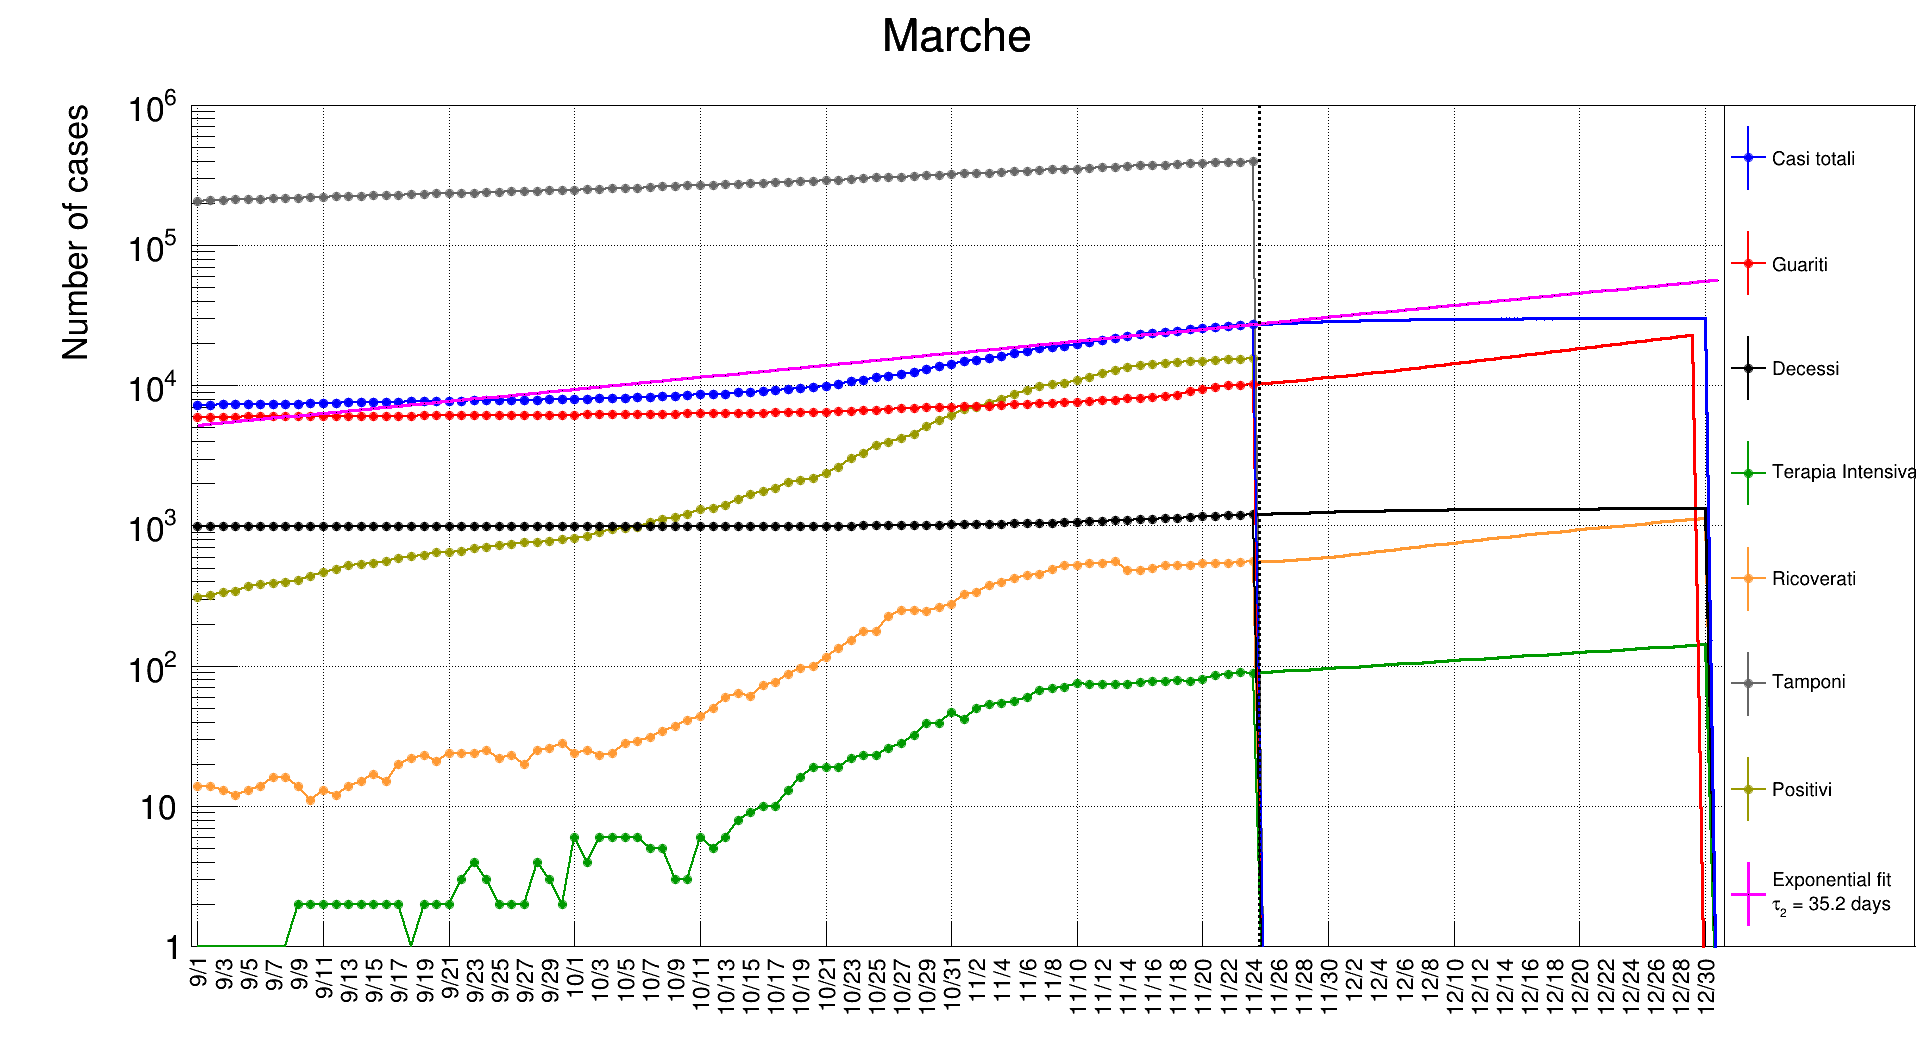 Marche
Number of cases
10^6
10^5
10^4
10^3
10^2
10
1
9/1 9/3 9/5 9/7 9/9 9/11 9/13 9/15 9/17 9/19 9/21 9/23 9/25 9/27 9/29 10/1 10/3 10/5 10/7 10/9 10/11 10/13 10/15 10/17 10/19 10/21 10/23 10/25 10/27 10/29 10/31 11/2 11/4 11/6 11/8 11/10 11/12 11/14 11/16 11/18 11/20 11/22 11/24 11/26 11/28 11/30 12/2 12/4 12/6 12/8 12/10 12/12 12/14 12/16 12/18 12/20 12/22 12/24 12/26 12/28 12/30
Casi totali
Guariti
Decessi
Terapia Intensiva
Ricoverati
Tamponi
Positivi
Exponential fit
τ_2 = 35.2 days